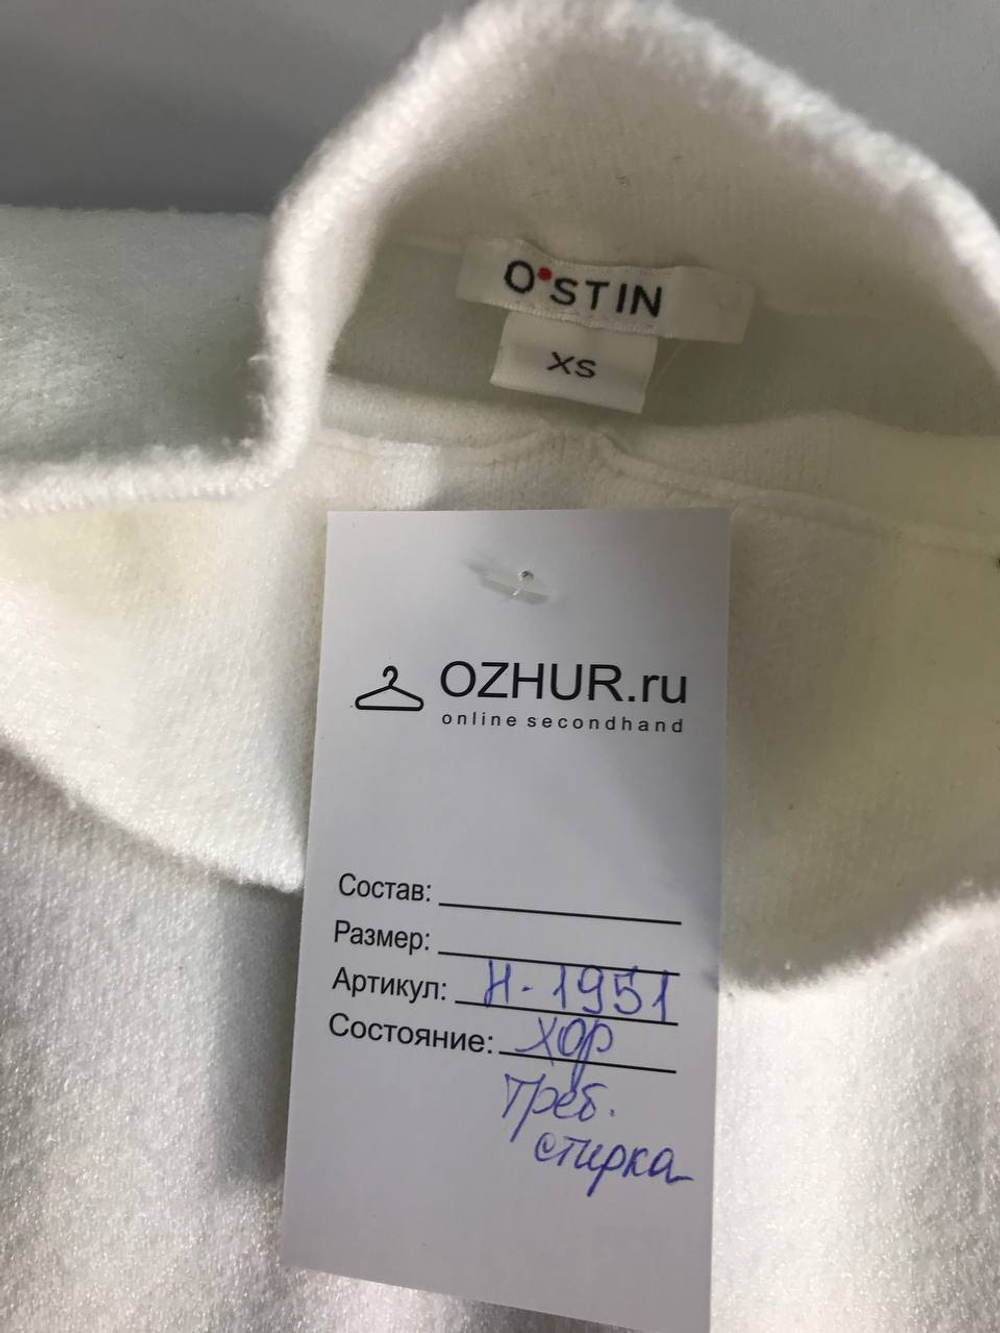 O'STIN
XS
OZHUR.ru
online secondhand
Состав:
Размер:
Артикул: Н-1951
Состояние: хор
треб.
стирка